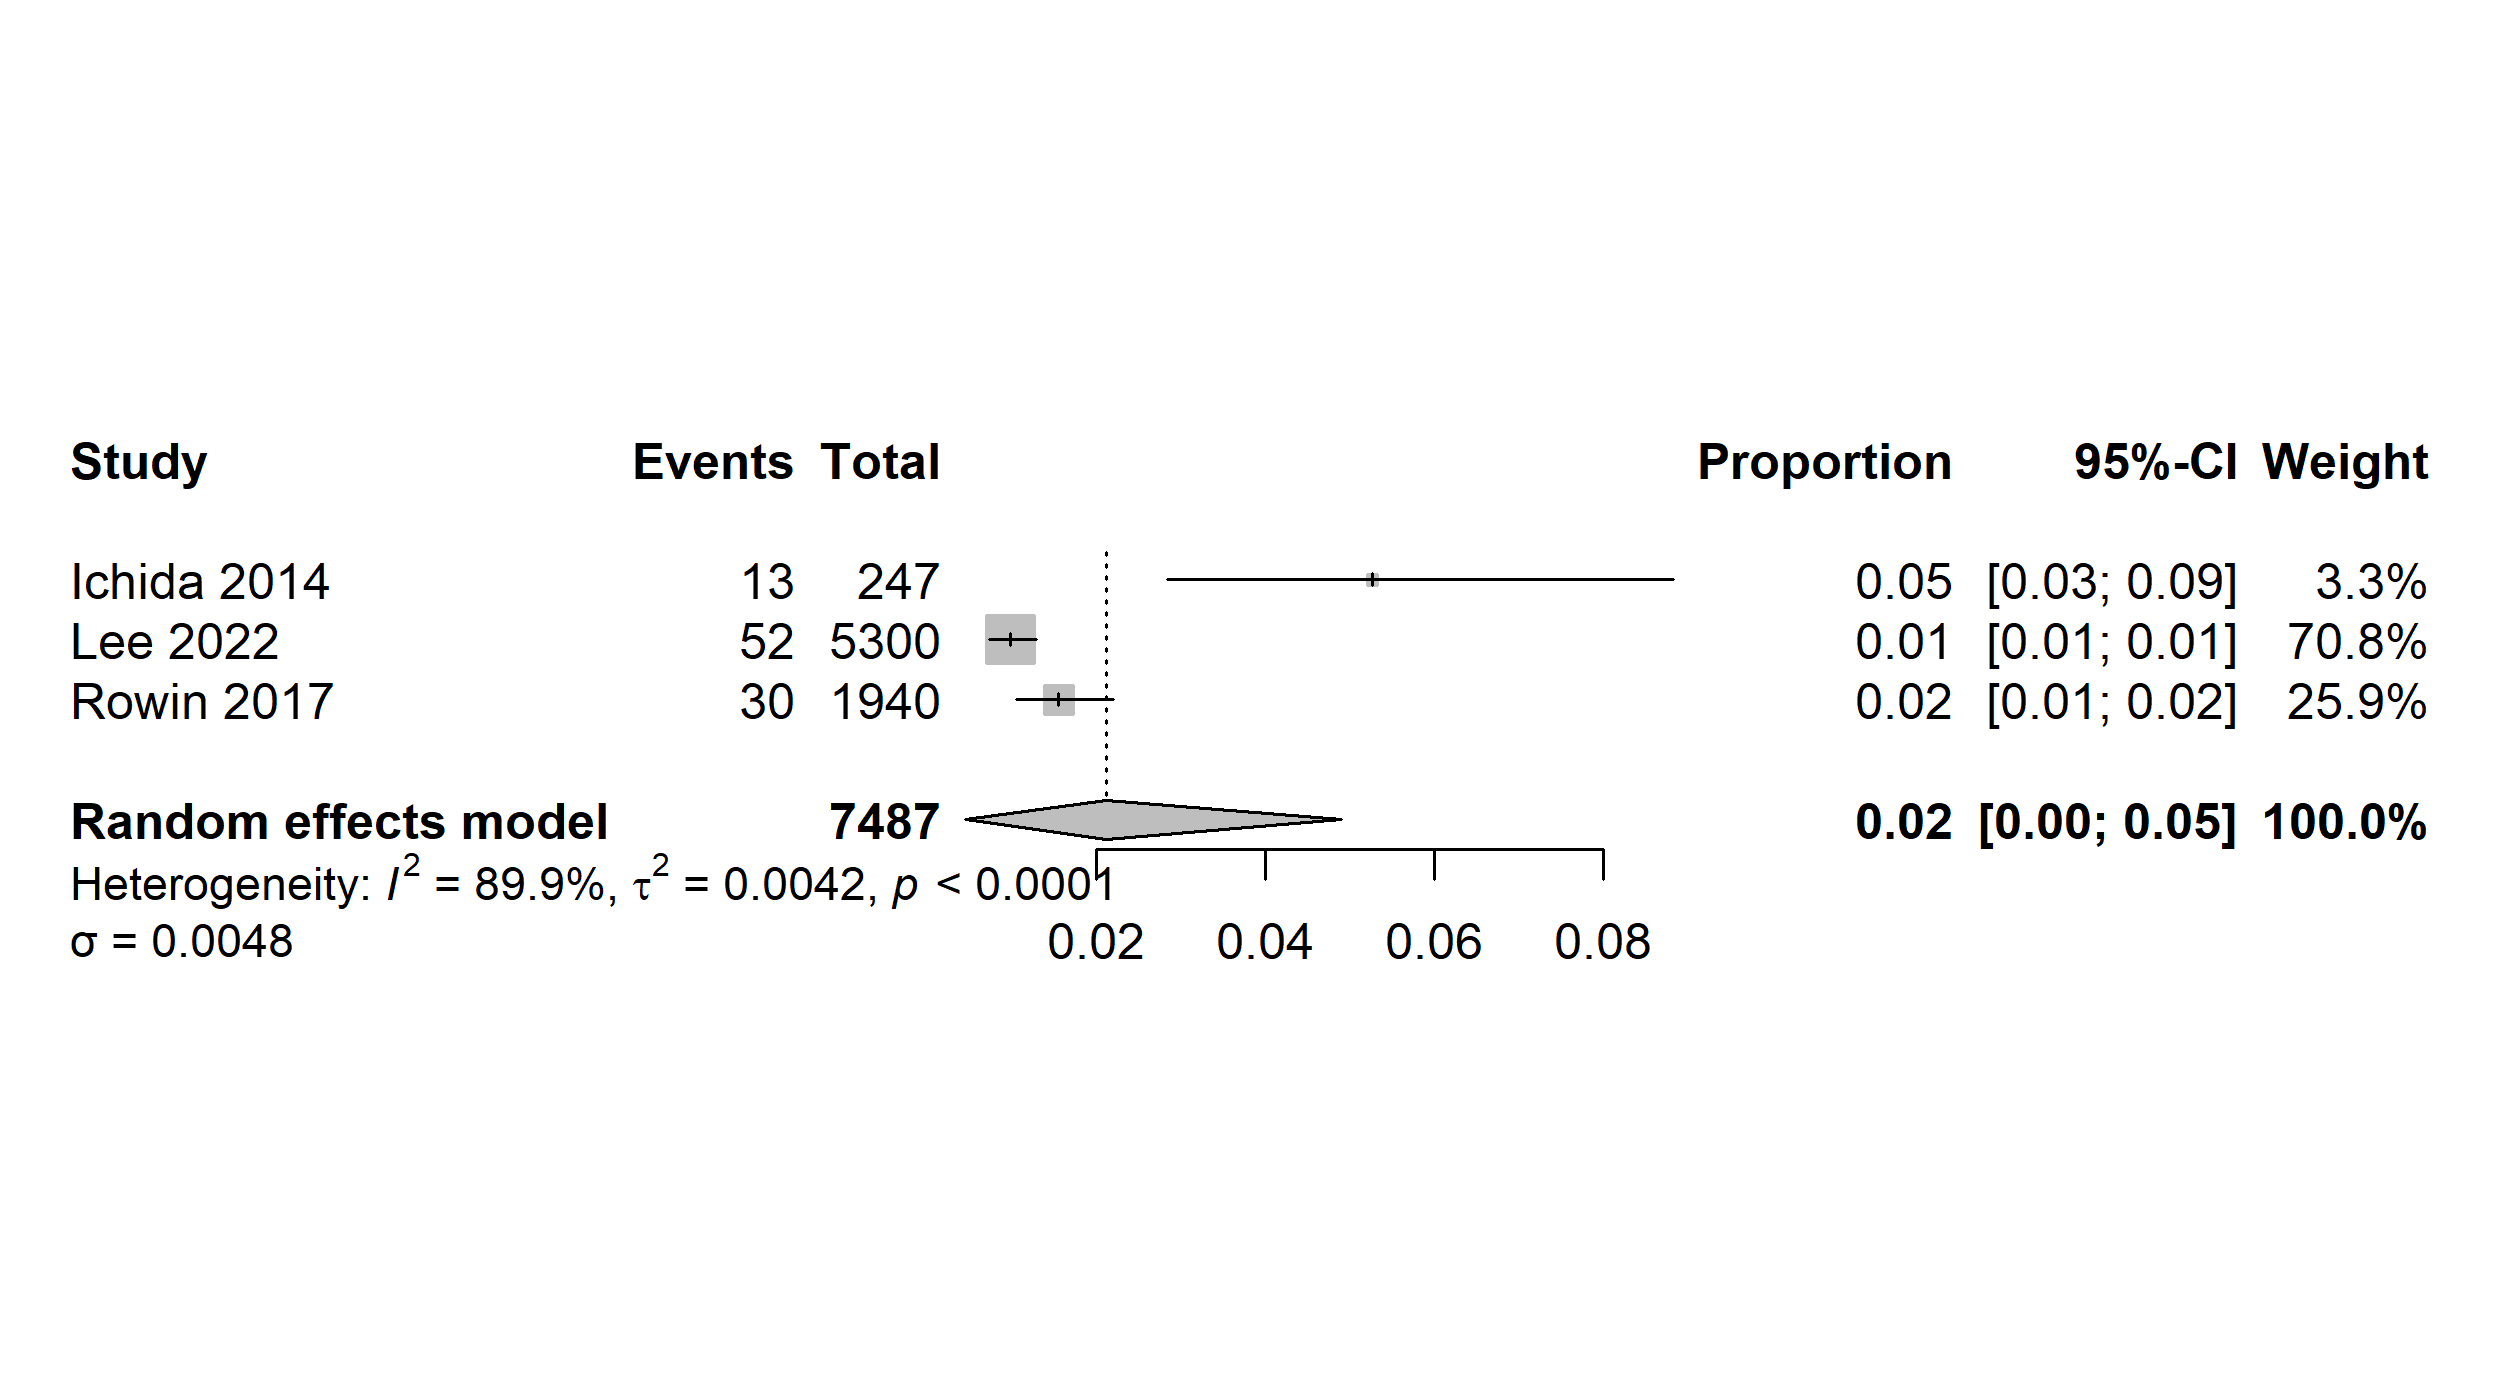 Study Events Total Proportion 95%-CI Weight
Ichida 2014 13 247 0.05 [0.03; 0.09] 3.3%
Lee 2022 52 5300 0.01 [0.01; 0.01] 70.8%
Rowin 2017 30 1940 0.02 [0.01; 0.02] 25.9%
Random effects model 7487 0.02 [0.00; 0.05] 100.0%
Heterogeneity: I² = 89.9%, τ² = 0.0042, p < 0.0001
σ = 0.0048 0.02 0.04 0.06 0.08